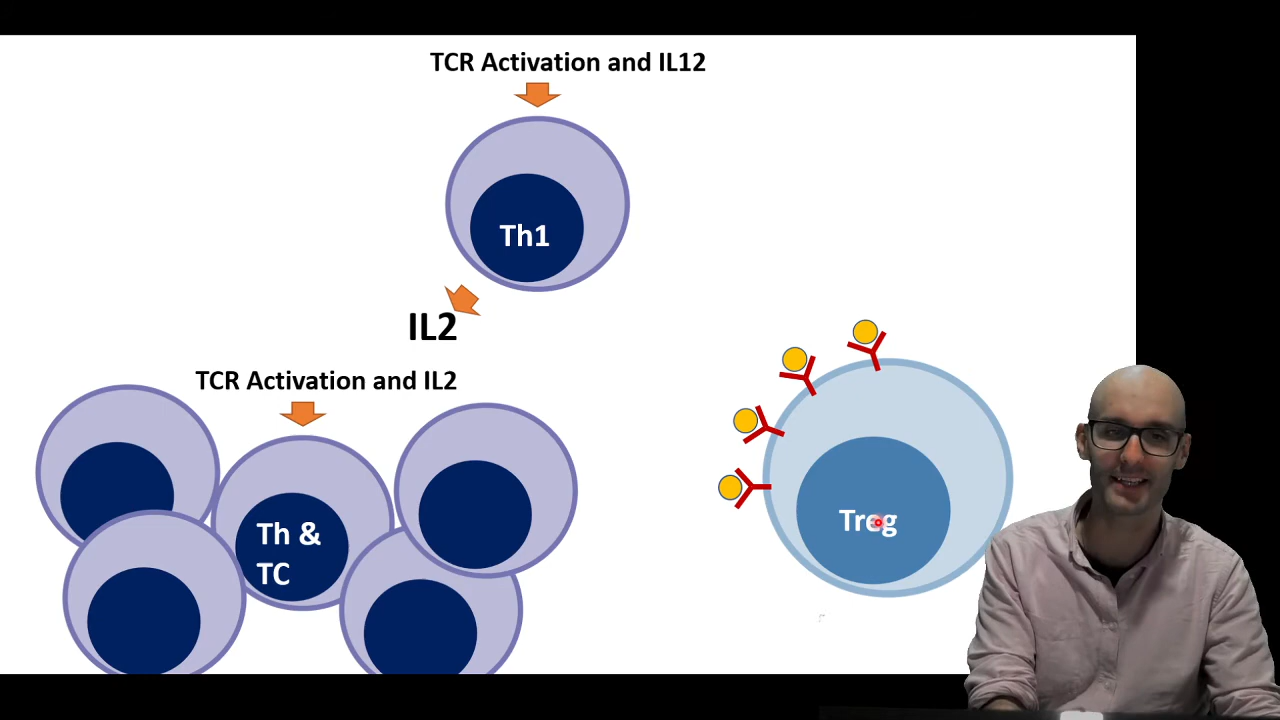 TCR Activation and IL12
Th1
IL2
TCR Activation and IL2
Th &
TC
Treg